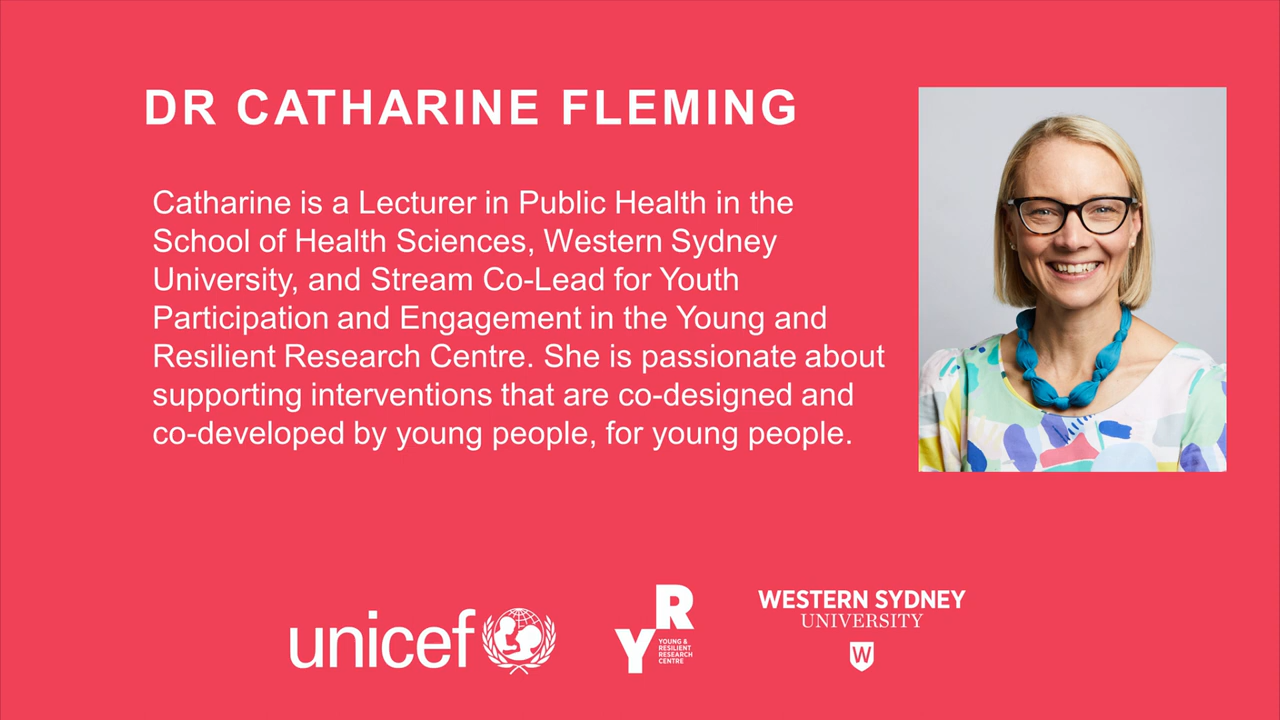 DR CATHARINE FLEMING
Catharine is a Lecturer in Public Health in the
School of Health Sciences, Western Sydney
University, and Stream Co-Lead for Youth
Participation and Engagement in the Young and
Resilient Research Centre. She is passionate about
supporting interventions that are co-designed and
co-developed by young people, for young people.
unicef
YR
YOUNG &
RESILIENT
RESEARCH
CENTRE
WESTERN SYDNEY
UNIVERSITY
W